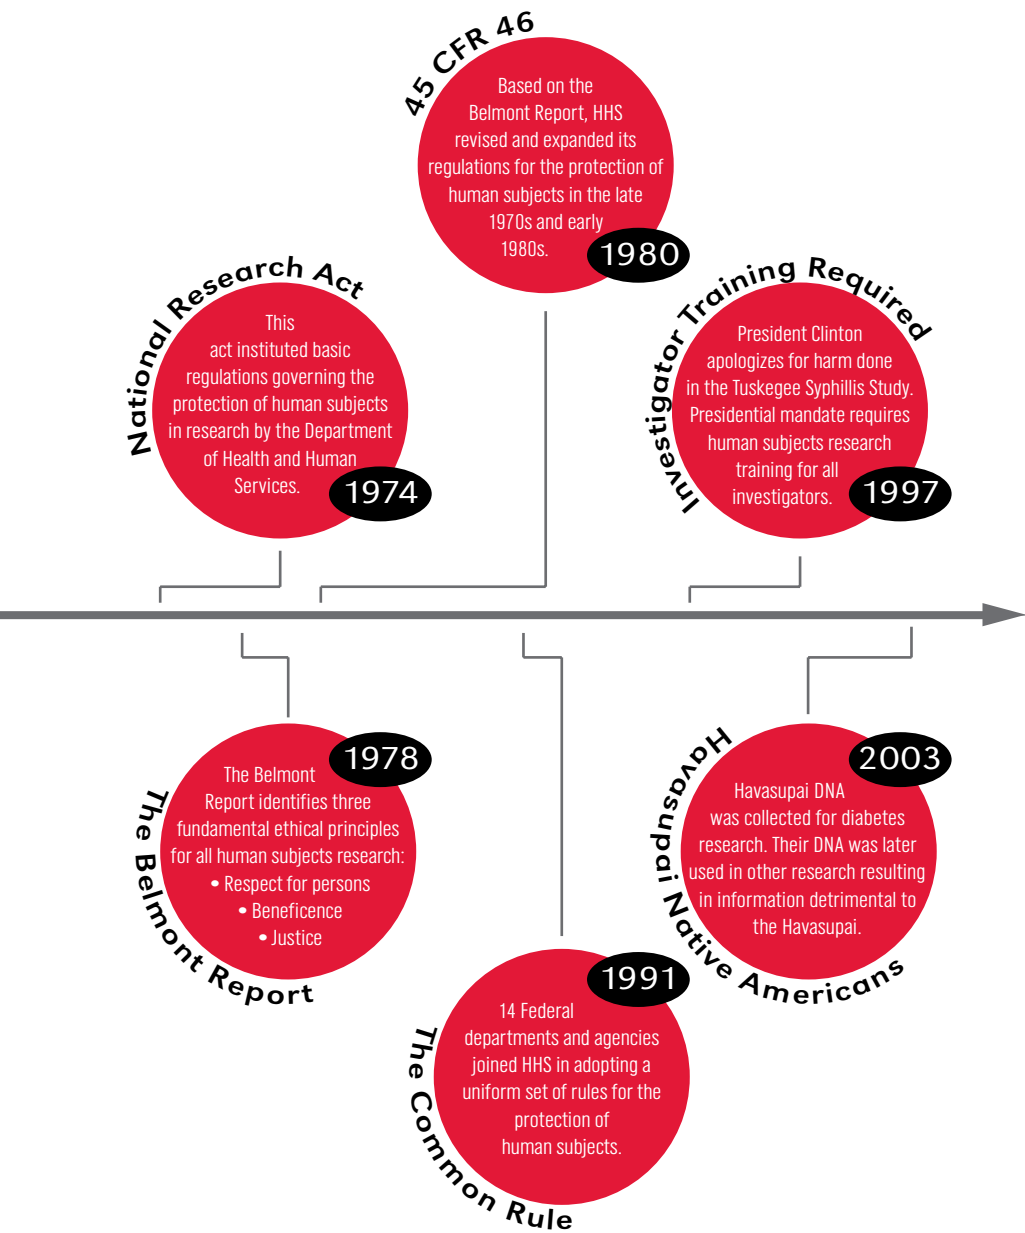 45 CFR 46
Based on the
Belmont Report, HHS
revised and expanded its
regulations for the protection of
human subjects in the late
1970s and early
1980s.
1980
National Research Act
This
act instituted basic
regulations governing the
protection of human subjects
in research by the Department
of Health and Human
Services.
1974
Investigator Training Required
President Clinton
apologizes for harm done
in the Tuskegee Syphillis Study.
Presidential mandate requires
human subjects research
training for all
investigators.
1997
The Belmont Report
1978
The Belmont
Report identifies three
fundamental ethical principles
for all human subjects research:
• Respect for persons
• Beneficence
• Justice
The Common Rule
1991
14 Federal
departments and agencies
joined HHS in adopting a
uniform set of rules for the
protection of
human subjects.
Havasupai Native Americans
2003
Havasupai DNA
was collected for diabetes
research. Their DNA was later
used in other research resulting
in information detrimental to
the Havasupai.